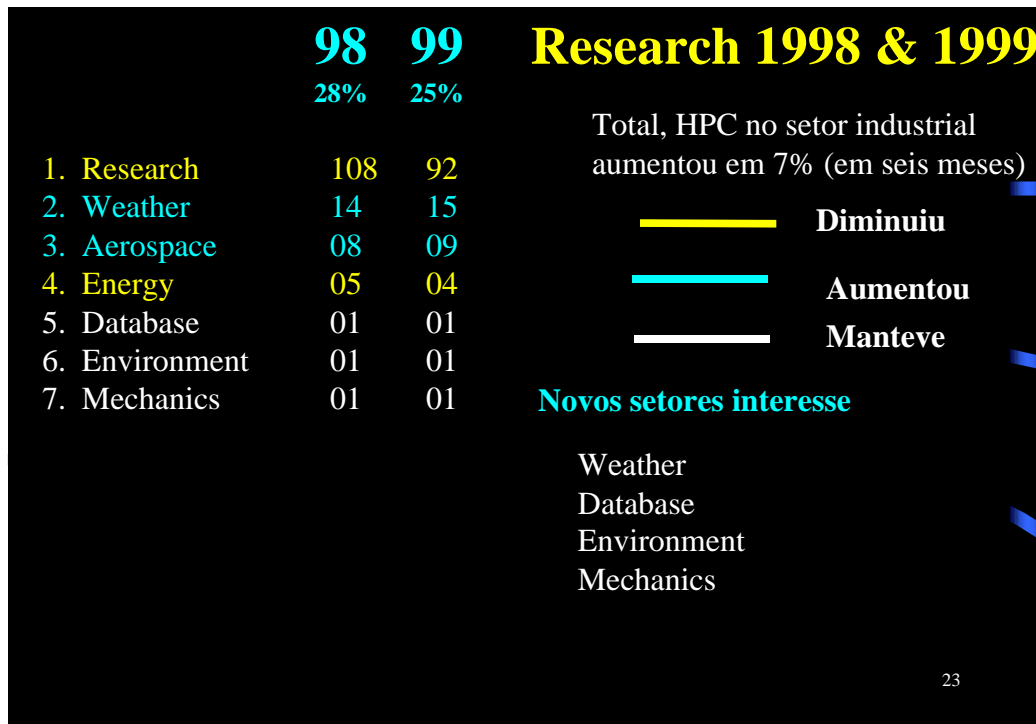 98 99
28% 25%
1. Research 108 92
2. Weather 14 15
3. Aerospace 08 09
4. Energy 05 04
5. Database 01 01
6. Environment 01 01
7. Mechanics 01 01
Research 1998 & 1999
Total, HPC no setor industrial
aumentou em 7% (em seis meses)
Diminuiu
Aumentou
Manteve
Novos setores interesse
Weather
Database
Environment
Mechanics
23